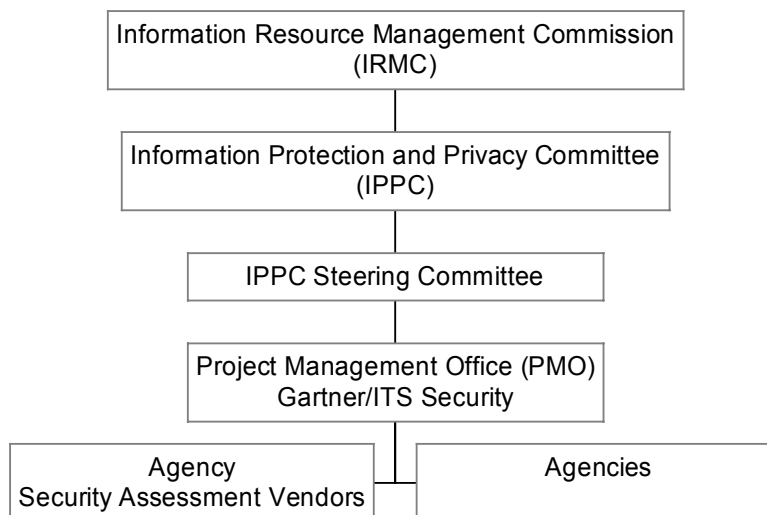 Information Resource Management Commission
(IRMC)
Information Protection and Privacy Committee
(IPPC)
IPPC Steering Committee
Project Management Office (PMO)
Gartner/ITS Security
Agency
Security Assessment Vendors
Agencies